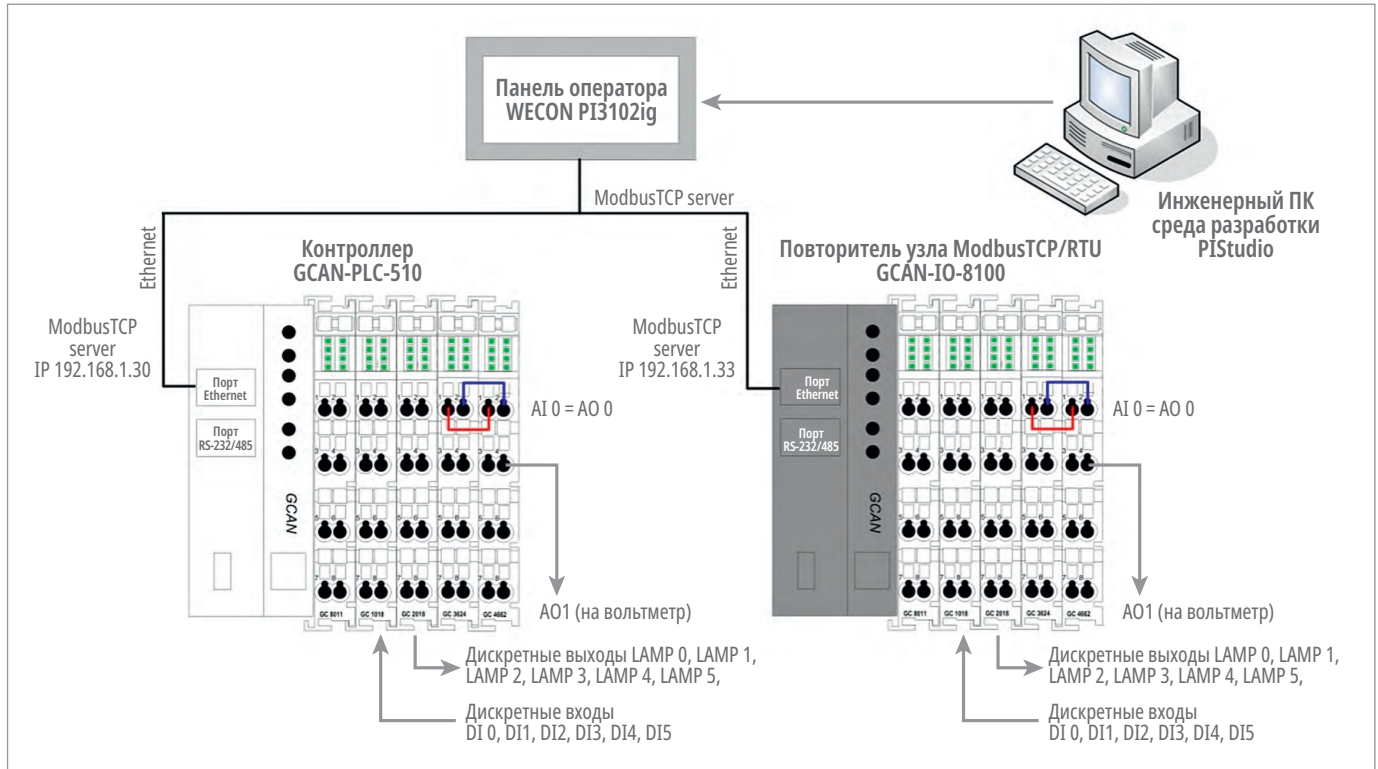 Панель оператора
WECON PI3102ig
ModbusTCP server
Инженерный ПК
среда разработки
PIStudio
Ethernet
Ethernet
Контроллер
GCAN-PLC-510
Повторитель узла ModbusTCP/RTU
GCAN-IO-8100
ModbusTCP
server
IP 192.168.1.30
Порт
Ethernet
Порт
RS-232/485
GCAN
AI 0 = AO 0
GC 8011
GC 1018
GC 2018
GC 3624
GC 4662
AO1 (на вольтметр)
Дискретные выходы LAMP 0, LAMP 1,
LAMP 2, LAMP 3, LAMP 4, LAMP 5,
Дискретные входы
DI 0, DI1, DI2, DI3, DI4, DI5
ModbusTCP
server
IP 192.168.1.33
Порт
Ethernet
Порт
RS-232/485
GCAN
AI 0 = AO 0
GC 8011
GC 1018
GC 2018
GC 3624
GC 4662
AO1 (на вольтметр)
Дискретные выходы LAMP 0, LAMP 1,
LAMP 2, LAMP 3, LAMP 4, LAMP 5,
Дискретные входы
DI 0, DI1, DI2, DI3, DI4, DI5